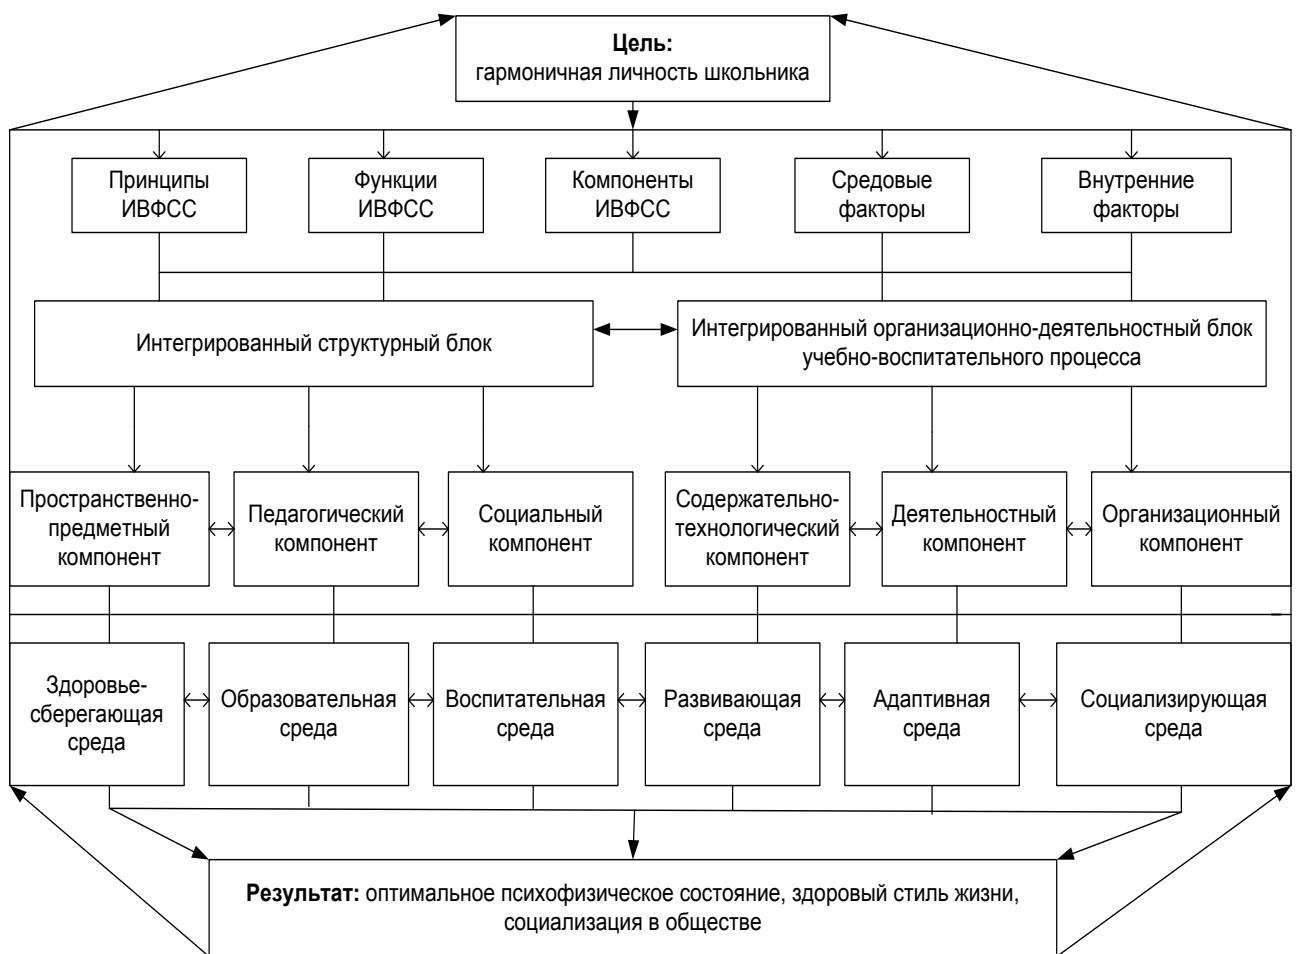 Цель:
гармоничная личность школьника
Принципы
ИВФСС
Функции
ИВФСС
Компоненты
ИВФСС
Средовые
факторы
Внутренние
факторы
Интегрированный структурный блок
Интегрированный организационно-деятельностный блок
учебно-воспитательного процесса
Пространственно-
предметный
компонент
Педагогический
компонент
Социальный
компонент
Содержательно-
технологический
компонент
Деятельностный
компонент
Организационный
компонент
Здоровье-
сберегающая
среда
Образовательная
среда
Воспитательная
среда
Развивающая
среда
Адаптивная
среда
Социализирующая
среда
Результат: оптимальное психофизическое состояние, здоровый стиль жизни,
социализация в обществе